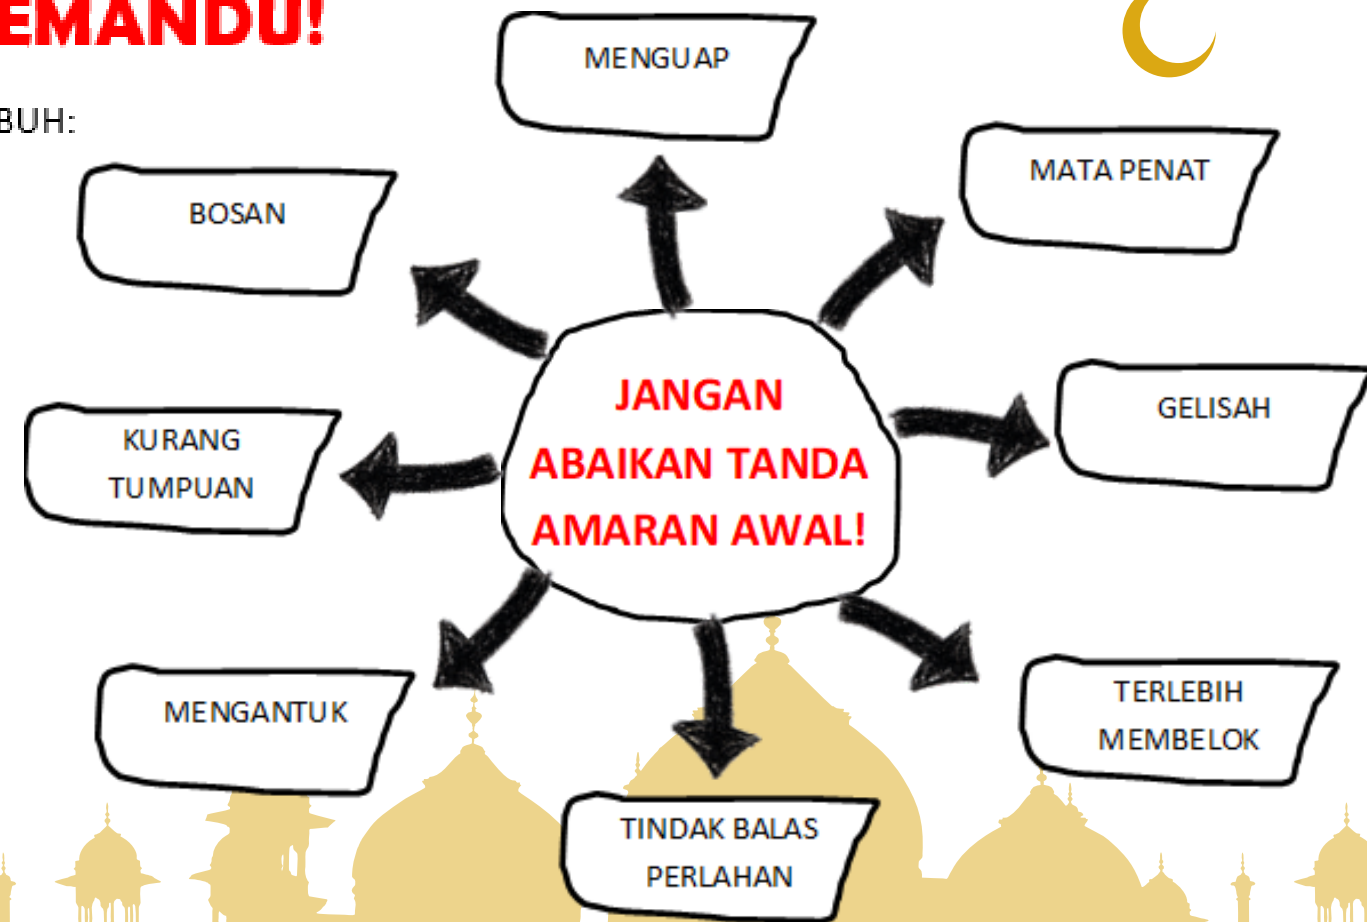 EMANDU!
BUH:
MENGUAP
MATA PENAT
BOSAN
GELISAH
JANGAN
ABAIKAN TANDA
AMARAN AWAL!
KURANG
TUMPUAN
MENGANTUK
TERLEBIH
MEMBELOK
TINDAK BALAS
PERLAHAN